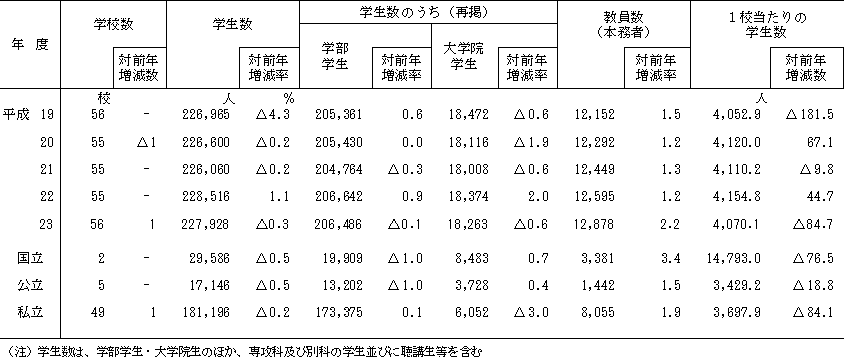 学校数 学生数 学生数のうち(再掲) 教員数 1校当たりの
(本務者) 学生数
年 度 学部 大学院
対前年 対前年 学生 対前年 学生 対前年 対前年 対前年
増減数 増減率 増減率 増減率 増減率 増減数
校 人 % 人
平成 19 56 - 226,965 △4.3 205,361 0.6 18,472 △0.6 12,152 1.5 4,052.9 △181.5
20 55 △1 226,600 △0.2 205,430 0.0 18,116 △1.9 12,292 1.2 4,120.0 67.1
21 55 - 226,060 △0.2 204,764 △0.3 18,008 △0.6 12,449 1.3 4,110.2 △9.8
22 55 - 228,516 1.1 206,642 0.9 18,374 2.0 12,595 1.2 4,154.8 44.7
23 56 1 227,928 △0.3 206,486 △0.1 18,263 △0.6 12,878 2.2 4,070.1 △84.7
国立 2 - 29,586 △0.5 19,909 △1.0 8,483 0.7 3,381 3.4 14,793.0 △76.5
公立 5 - 17,146 △0.5 13,202 △1.0 3,728 0.4 1,442 1.5 3,429.2 △18.8
私立 49 1 181,196 △0.2 173,375 0.1 6,052 △3.0 8,055 1.9 3,697.9 △84.1
(注)学生数は、学部学生・大学院生のほか、専攻科及び別科の学生並びに聴講生等を含む